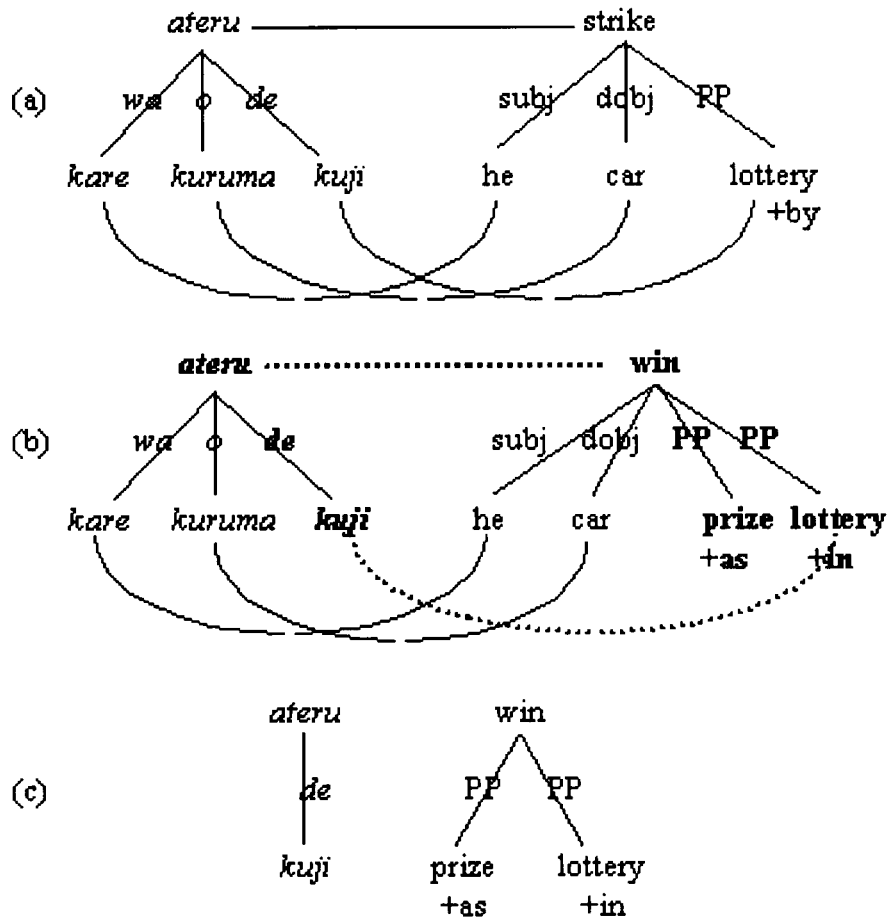 ateru strike
(a) wa o de subj dobj PP
kare kuruma kuji he car lottery
+by
ateru win
(b) wa o de subj dobj PP PP
kare kuruma kuji he car prize lottery
+as +in
ateru win
(c) de PP PP
kuji prize lottery
+as +in